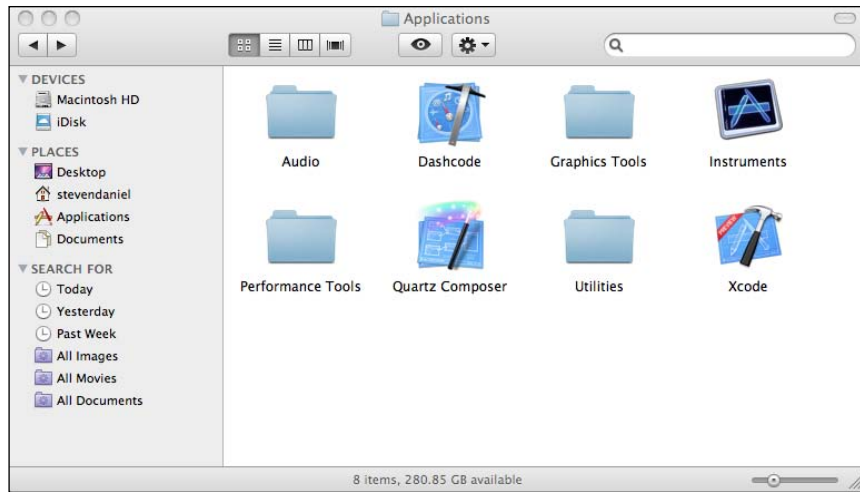 Applications
DEVICES
Macintosh HD
iDisk
PLACES
Desktop
stevendaniel
Applications
Documents
SEARCH FOR
Today
Yesterday
Past Week
All Images
All Movies
All Documents
Audio
Dashcode
Graphics Tools
Instruments
Performance Tools
Quartz Composer
Utilities
PREVIEW
Xcode
8 items, 280.85 GB available